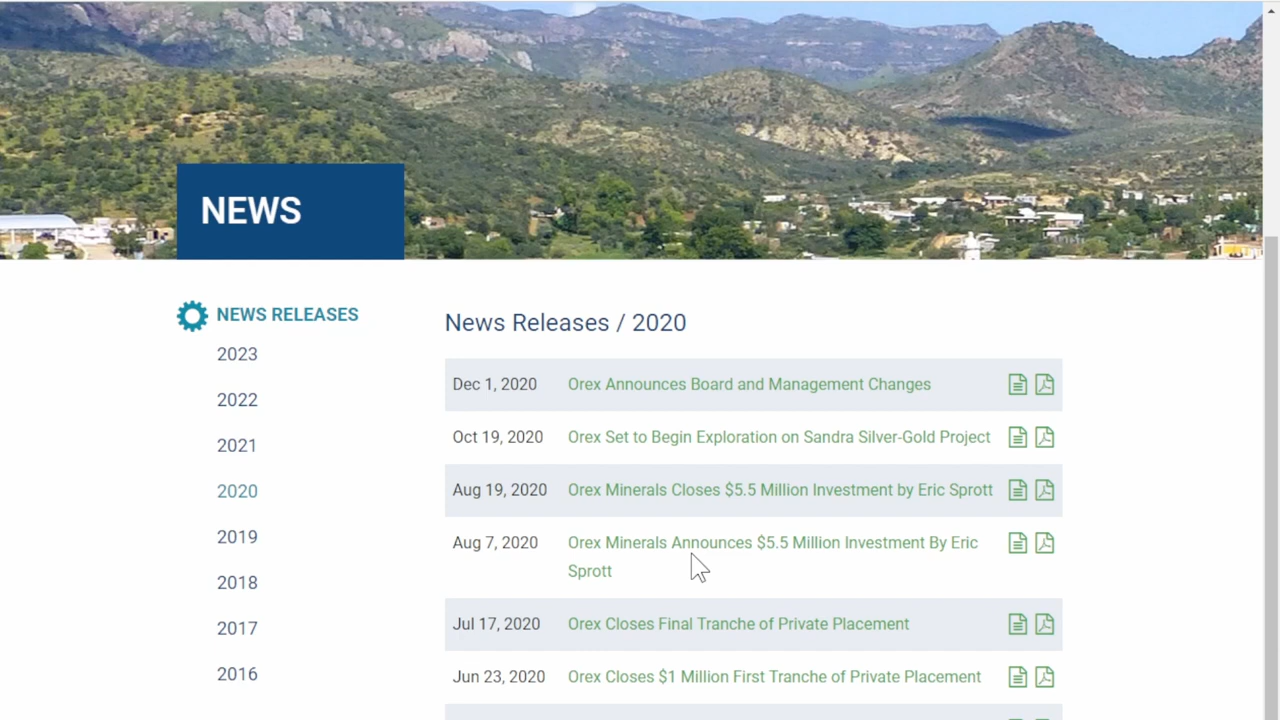 NEWS
NEWS RELEASES
2023
2022
2021
2020
2019
2018
2017
2016
News Releases / 2020
Dec 1, 2020 Orex Announces Board and Management Changes
Oct 19, 2020 Orex Set to Begin Exploration on Sandra Silver-Gold Project
Aug 19, 2020 Orex Minerals Closes $5.5 Million Investment by Eric Sprott
Aug 7, 2020 Orex Minerals Announces $5.5 Million Investment By Eric
Sprott
Jul 17, 2020 Orex Closes Final Tranche of Private Placement
Jun 23, 2020 Orex Closes $1 Million First Tranche of Private Placement